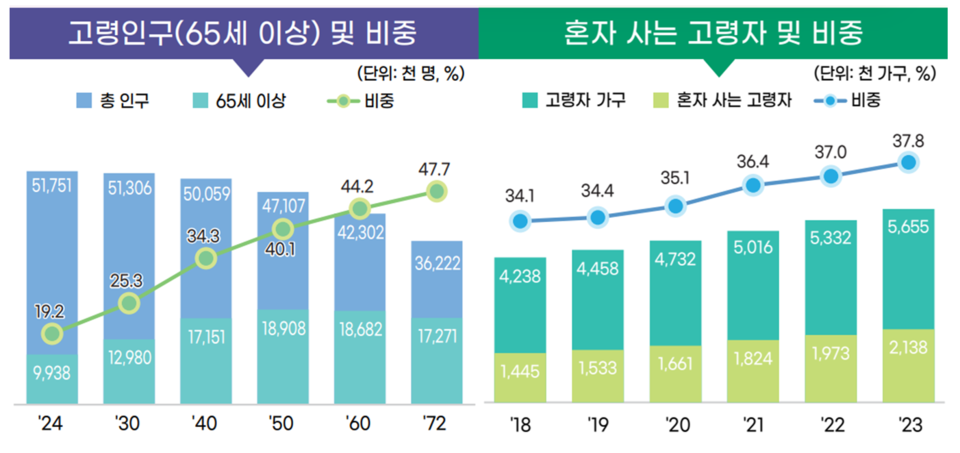 고령인구(65세 이상) 및 비중
(단위: 천 명, %)
총 인구 65세 이상 비중
51,751 51,306 50,059 47,107 42,302 36,222
19.2 25.3 34.3 40.1 44.2 47.7
9,938 12,980 17,151 18,908 18,682 17,271
'24 '30 '40 '50 '60 '72
혼자 사는 고령자 및 비중
(단위: 천 가구, %)
고령자 가구 혼자 사는 고령자 비중
34.1 34.4 35.1 36.4 37.0 37.8
4,238 4,458 4,732 5,016 5,332 5,655
1,445 1,533 1,661 1,824 1,973 2,138
'18 '19 '20 '21 '22 '23